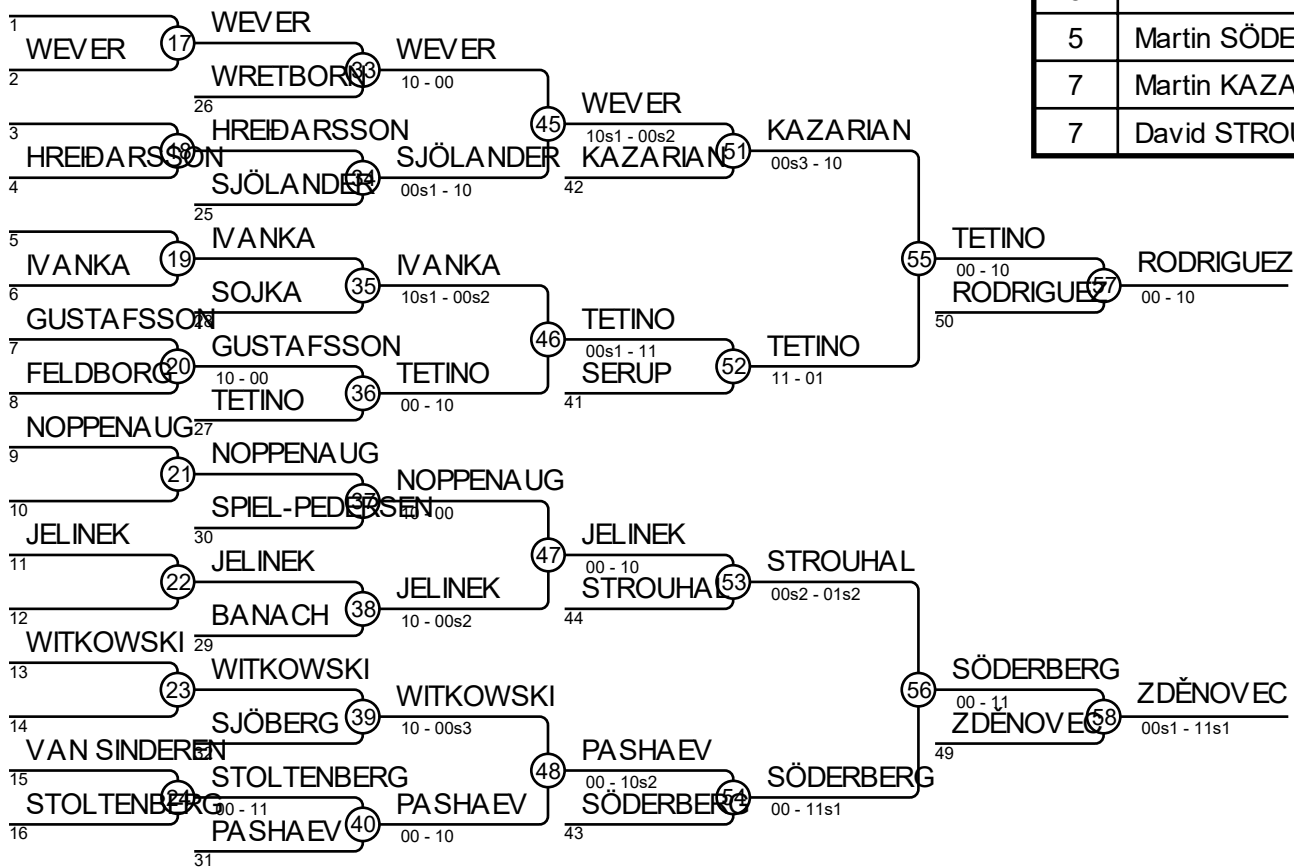 1
WEVER
2
17
WEVER
WRETBORN
26
33
WEVER
10 - 00
3
HREIÐARSSON
4
18
HREIÐARSSON
SJÖLANDER
25
34
SJÖLANDER
00s1 - 10
45
WEVER
10s1 - 00s2
KAZARIAN
42
51
KAZARIAN
00s3 - 10
5
IVANKA
6
19
IVANKA
SOJKA
28
35
IVANKA
10s1 - 00s2
GUSTAFSSON
7
FELDBORG
8
20
GUSTAFSSON
10 - 00
TETINO
27
36
TETINO
00 - 10
46
TETINO
00s1 - 11
SERUP
41
52
TETINO
11 - 01
55
TETINO
00 - 10
RODRIGUEZ
50
57
RODRIGUEZ
00 - 10
NOPPENAUG
9
10
21
NOPPENAUG
SPIEL-PEDERSEN
30
37
NOPPENAUG
10 - 00
JELINEK
11
12
22
JELINEK
BANACH
29
38
JELINEK
10 - 00s2
47
JELINEK
00 - 10
STROUHAL
44
53
STROUHAL
00s2 - 01s2
WITKOWSKI
13
14
23
WITKOWSKI
SJÖBERG
32
39
WITKOWSKI
10 - 00s3
VAN SINDEREN
15
STOLTENBERG
16
24
STOLTENBERG
00 - 11
PASHAEV
31
40
PASHAEV
00 - 10
48
PASHAEV
00 - 10s2
SÖDERBERG
43
54
SÖDERBERG
00 - 11s1
56
SÖDERBERG
00 - 11
ZDĚNOVEC
49
58
ZDĚNOVEC
00s1 - 11s1
5 Martin SÖDE
7 Martin KAZA
7 David STROU